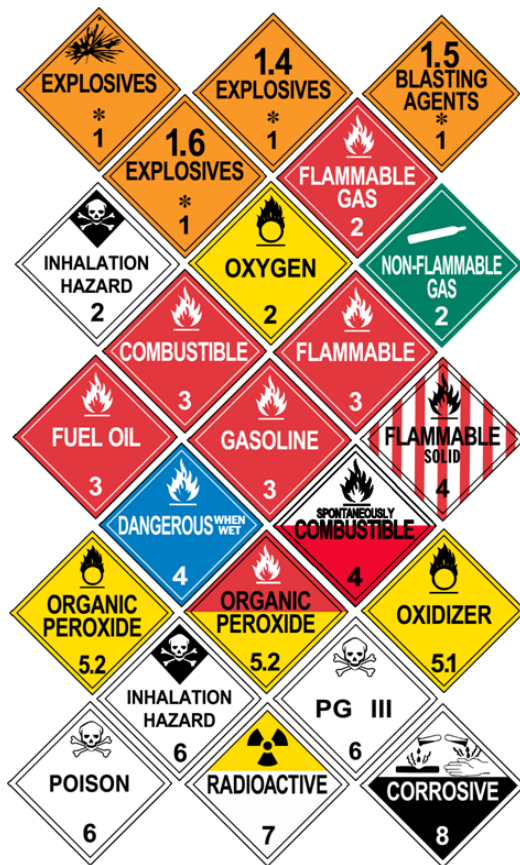 EXPLOSIVES
*
1
1.4
EXPLOSIVES
*
1
1.5
BLASTING
AGENTS
*
1
1.6
EXPLOSIVES
*
1
FLAMMABLE
GAS
2
INHALATION
HAZARD
2
OXYGEN
2
NON-FLAMMABLE
GAS
2
COMBUSTIBLE
3
FLAMMABLE
3
FUEL OIL
3
GASOLINE
3
FLAMMABLE
SOLID
4
DANGEROUS WHEN WET
4
SPONTANEOUSLY
COMBUSTIBLE
4
ORGANIC
PEROXIDE
5.2
ORGANIC
PEROXIDE
5.2
OXIDIZER
5.1
INHALATION
HAZARD
6
PG III
6
POISON
6
RADIOACTIVE
7
CORROSIVE
8